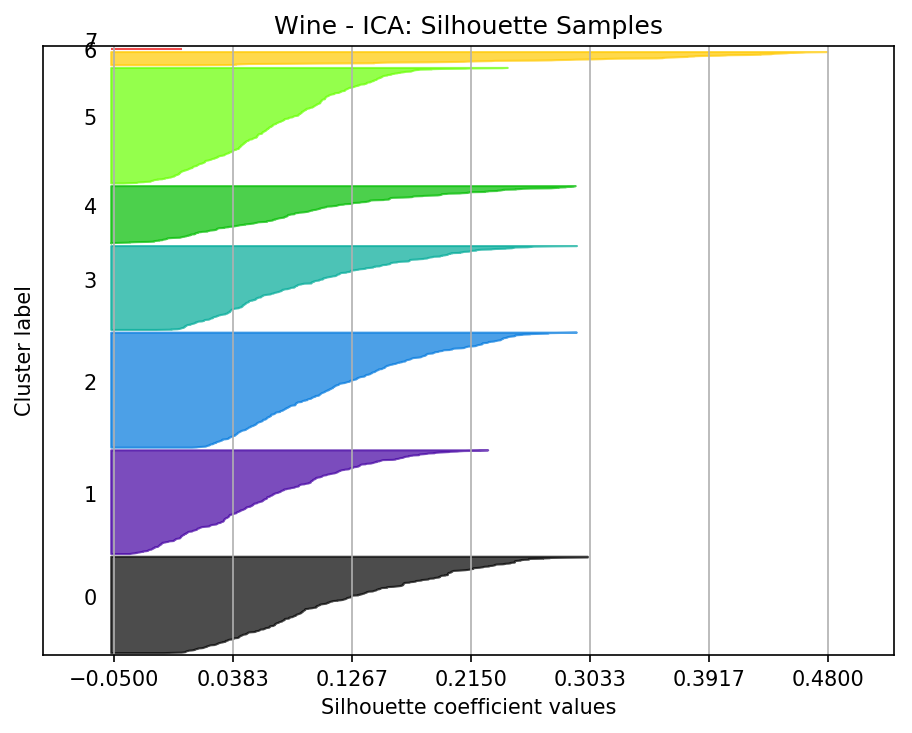 Wine - ICA: Silhouette Samples
7
6
5
4
3
2
1
0
Cluster label
−0.0500 0.0383 0.1267 0.2150 0.3033 0.3917 0.4800
Silhouette coefficient values